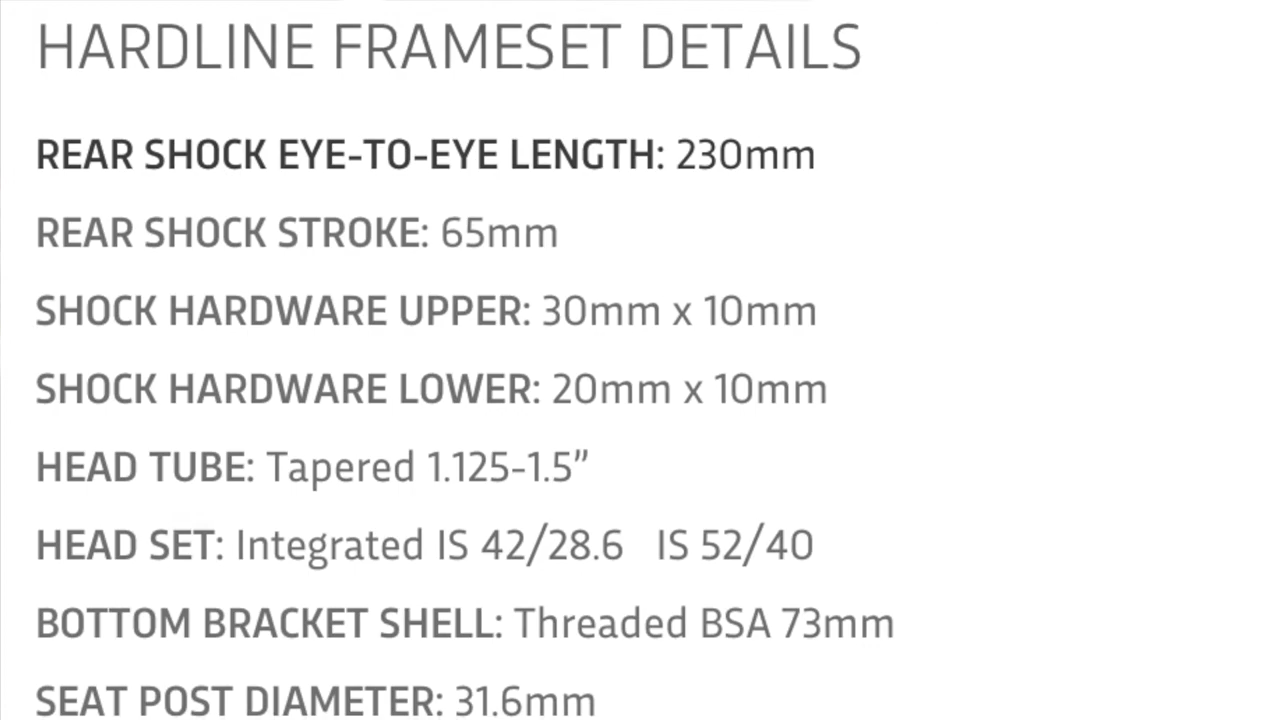 HARDLINE FRAMESET DETAILS
REAR SHOCK EYE-TO-EYE LENGTH: 230mm
REAR SHOCK STROKE: 65mm
SHOCK HARDWARE UPPER: 30mm x 10mm
SHOCK HARDWARE LOWER: 20mm x 10mm
HEAD TUBE: Tapered 1.125-1.5”
HEAD SET: Integrated IS 42/28.6 IS 52/40
BOTTOM BRACKET SHELL: Threaded BSA 73mm
SEAT POST DIAMETER: 31.6mm